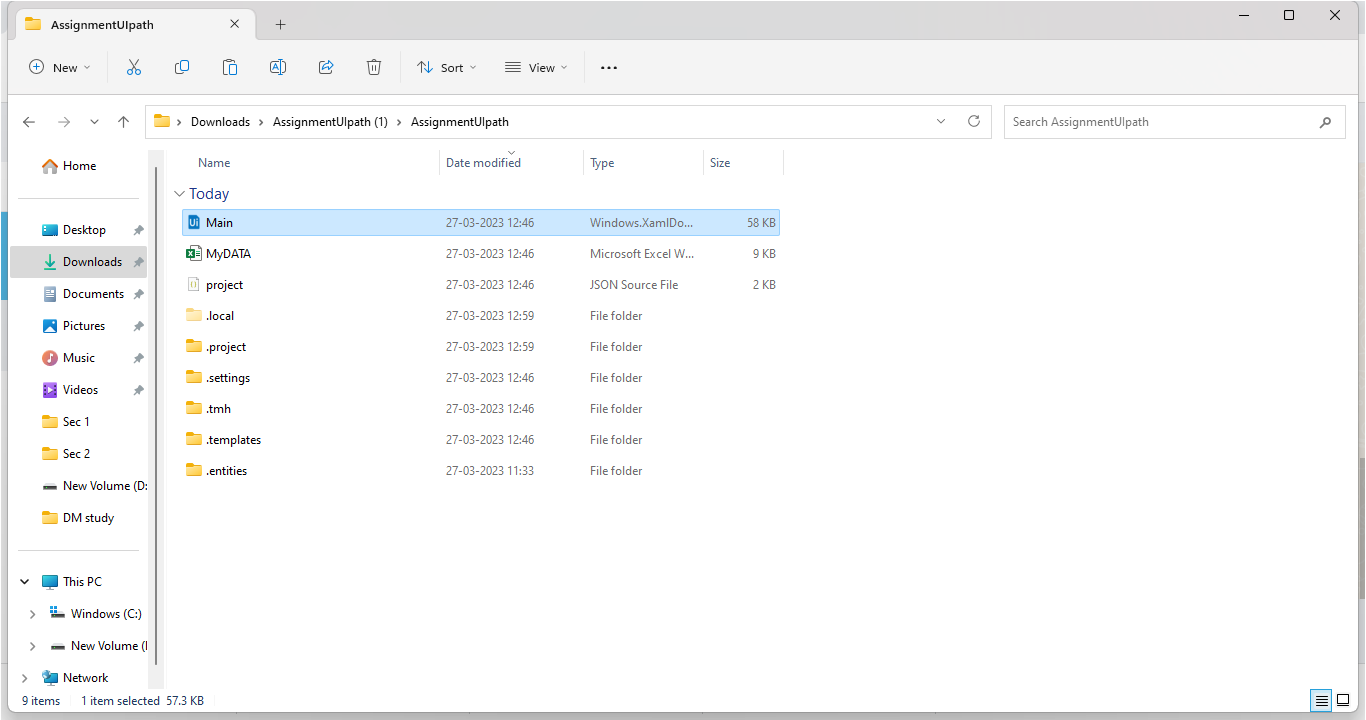 AssignmentUIpath
New
Sort
View
Downloads > AssignmentUIpath (1) > AssignmentUIpath
Search AssignmentUIpath
Home
Desktop
Downloads
Documents
Pictures
Music
Videos
Sec 1
Sec 2
New Volume (D:
DM study
This PC
Windows (C:)
New Volume (
Network
Name Date modified Type Size
Today
Main 27-03-2023 12:46 Windows.XamlDo... 58 KB
MyDATA 27-03-2023 12:46 Microsoft Excel W... 9 KB
project 27-03-2023 12:46 JSON Source File 2 KB
.local 27-03-2023 12:59 File folder
.project 27-03-2023 12:59 File folder
.settings 27-03-2023 12:46 File folder
.tmh 27-03-2023 12:46 File folder
.templates 27-03-2023 12:46 File folder
.entities 27-03-2023 11:33 File folder
9 items 1 item selected 57.3 KB